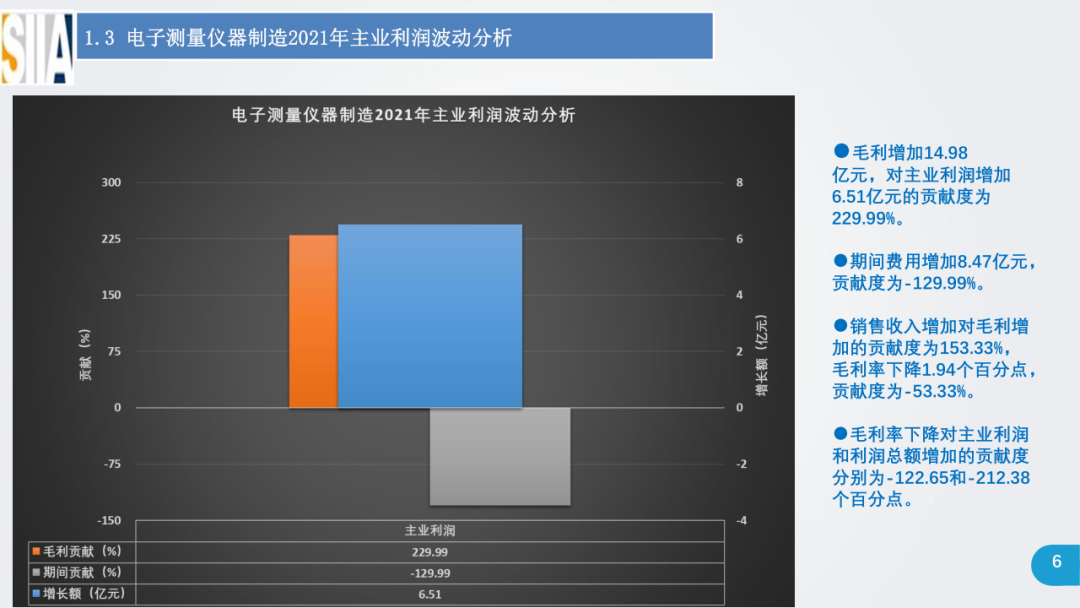 SIIA
1.3 电子测量仪器制造2021年主业利润波动分析
电子测量仪器制造2021年主业利润波动分析
300
225
150
75
0
-75
-150
贡献（%）
8
6
4
2
0
-2
-4
增长额（亿元）
主业利润
毛利贡献（%） 229.99
期间贡献（%） -129.99
增长额（亿元） 6.51
●毛利增加14.98
亿元，对主业利润增加
6.51亿元的贡献度为
229.99%。
●期间费用增加8.47亿元，
贡献度为-129.99%。
●销售收入增加对毛利增
加的贡献度为153.33%，
毛利率下降1.94个百分点，
贡献度为-53.33%。
●毛利率下降对主业利润
和利润总额增加的贡献度
分别为-122.65和-212.38
个百分点。
6